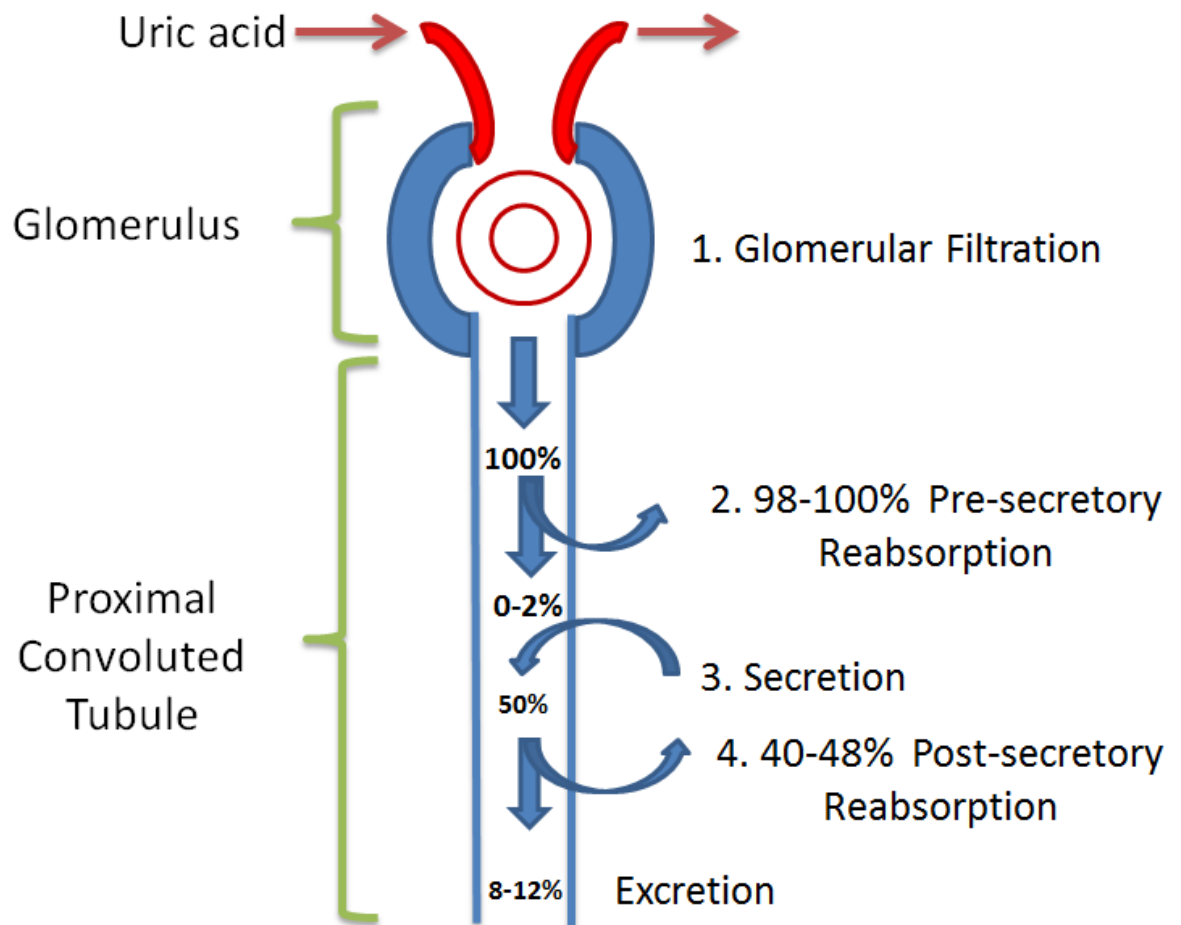 Uric acid
Glomerulus
1. Glomerular Filtration
100%
2. 98-100% Pre-secretory
Reabsorption
0-2%
Proximal
Convoluted
Tubule
3. Secretion
50%
4. 40-48% Post-secretory
Reabsorption
8-12%
Excretion